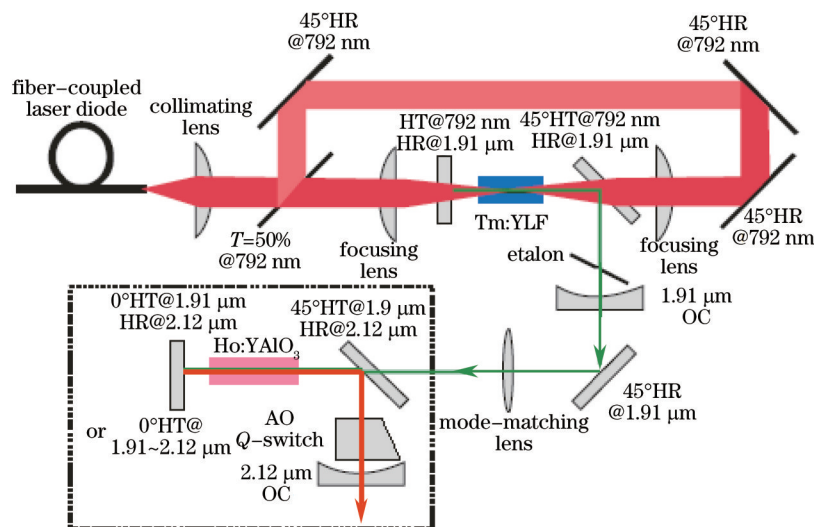 45°HR
@792 nm
45°HR
@792 nm
fiber-coupled
laser diode
collimating
lens
HT@792 nm
HR@1.91 μm
45°HT@792 nm
HR@1.91 μm
T=50%
@792 nm
focusing
lens
Tm:YLF
focusing
lens
45°HR
@792 nm
etalon
1.91 μm
OC
0°HT@1.91 μm
HR@2.12 μm
45°HT@1.9 μm
HR@2.12 μm
Ho:YAlO3
or
0°HT@
1.91~2.12 μm
AO
Q-switch
2.12 μm
OC
mode-matching
lens
45°HR
@1.91 μm